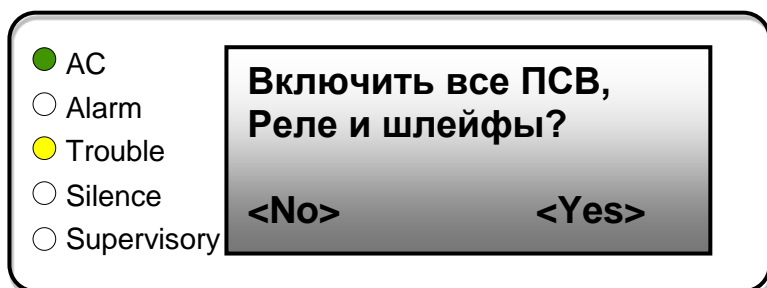 AC
Alarm
Trouble
Silence
Supervisory
Включить все ПСВ,
Реле и шлейфы?
<No> <Yes>